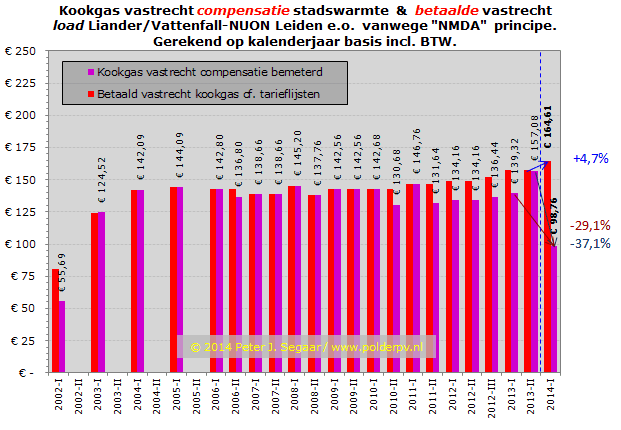 Kookgas vastrecht compensatie stadswarmte & betaalde vastrecht
load Liander/Vattenfall-NUON Leiden e.o. vanwege "NMDA" principe.
Gerekend op kalenderjaar basis incl. BTW.
€ 250
€ 225
€ 200
€ 175
€ 150
€ 125
€ 100
€ 75
€ 50
€ 25
€ -
Kookgas vastrecht compensatie bemeterd
Betaald vastrecht kookgas cf. tarieflijsten
€ 55,69
€ 124,52
€ 142,09
€ 144,09
€ 142,80
€ 136,80
€ 138,66
€ 138,66
€ 145,20
€ 137,76
€ 142,56
€ 142,56
€ 142,68
€ 130,68
€ 146,76
€ 131,64
€ 134,16
€ 134,16
€ 136,44
€ 139,32
€ 157,08
€ 164,61
€ 98,76
+4,7%
-29,1%
-37,1%
© 2014 Peter J. Segaar/www.polderpv.nl
2002-I
2002-II
2003-I
2003-II
2004-I
2004-II
2005-I
2005-II
2006-I
2006-II
2007-I
2007-II
2008-I
2008-II
2009-I
2009-II
2010-I
2010-II
2011-I
2011-II
2012-I
2012-II
2012-III
2013-I
2013-II
2014-I